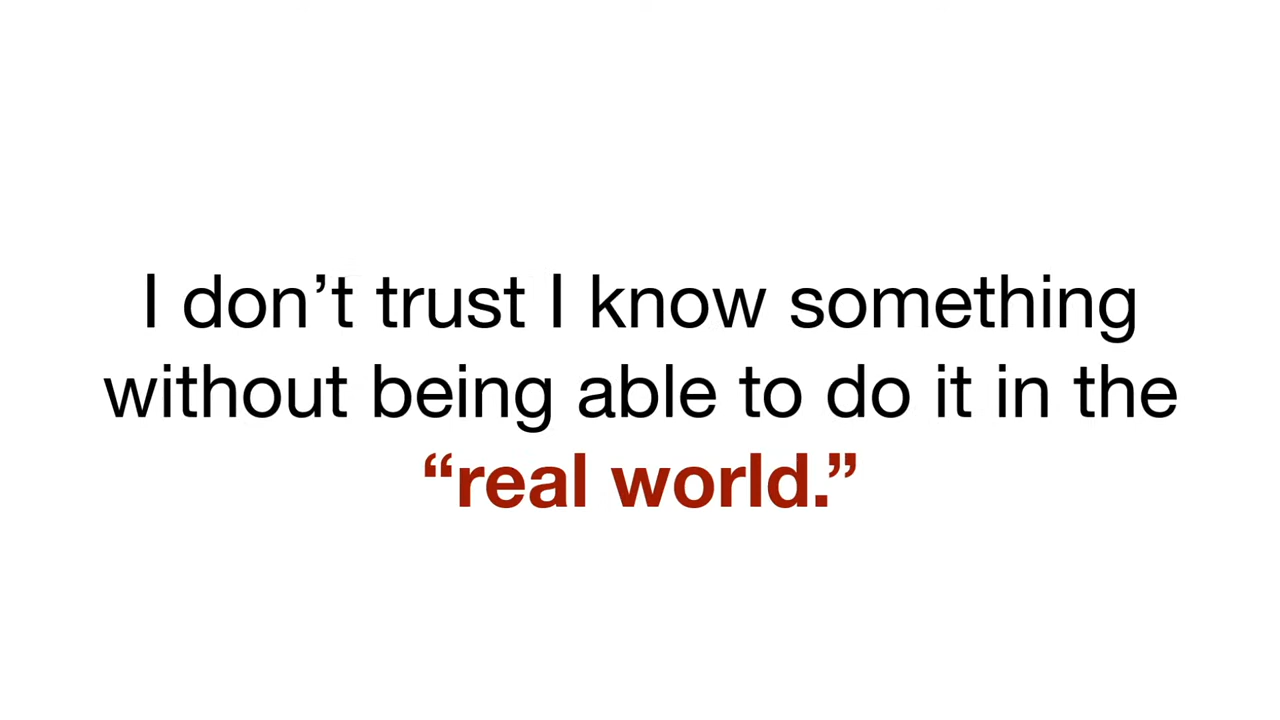 I don’t trust I know something
without being able to do it in the
“real world.”